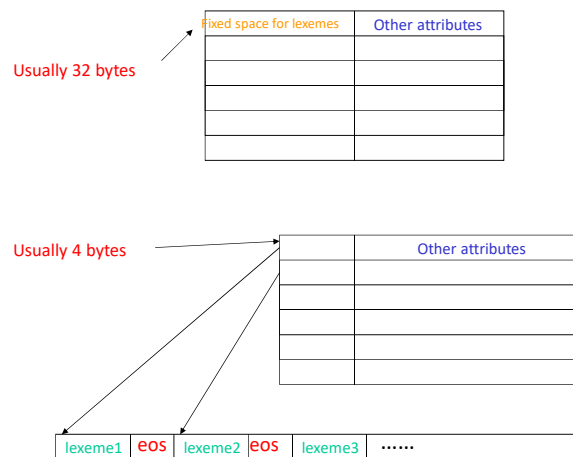 Fixed space for lexemes Other attributes
Usually 32 bytes
Usually 4 bytes Other attributes
lexeme1 eos lexeme2 eos lexeme3 ......